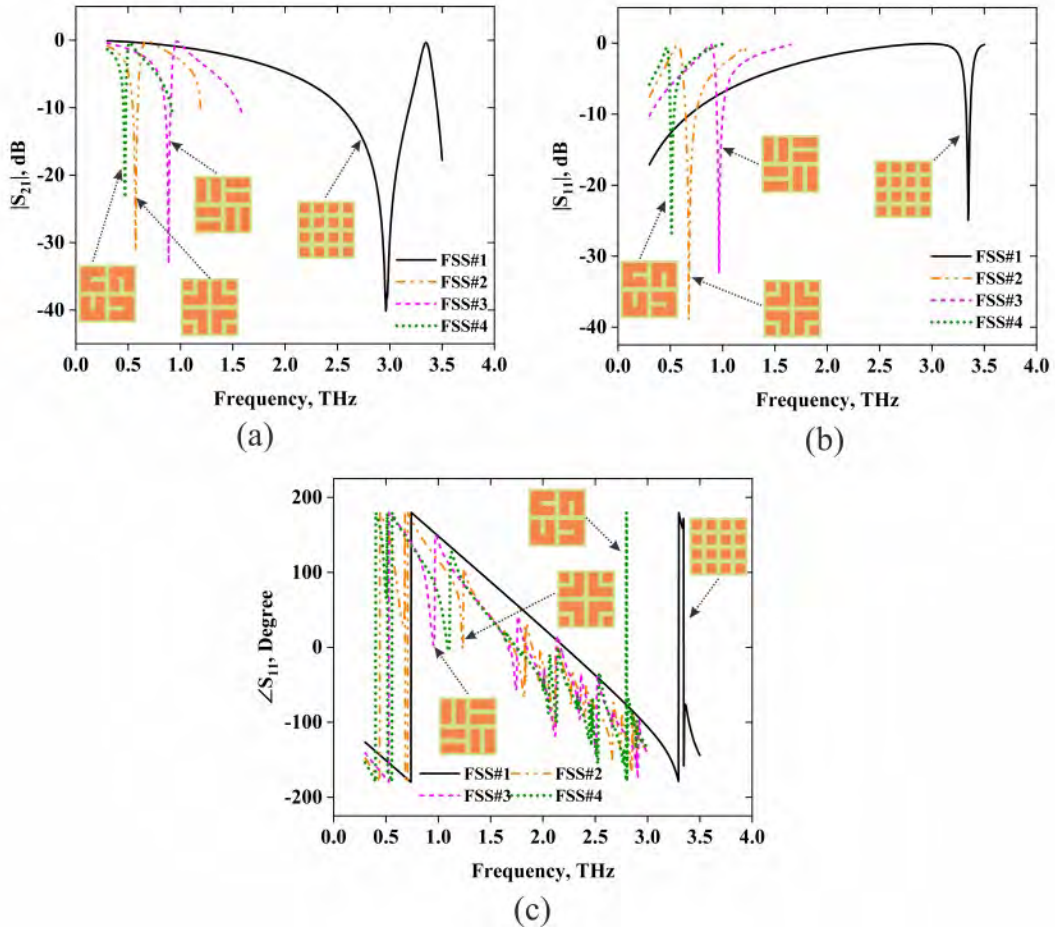 0
-10
-20
-30
-40
|S₂₁|, dB
FSS#1
FSS#2
FSS#3
FSS#4
0.0 0.5 1.0 1.5 2.0 2.5 3.0 3.5 4.0
Frequency, THz
(a)
0
-10
-20
-30
-40
|S₁₁|, dB
FSS#1
FSS#2
FSS#3
FSS#4
0.0 0.5 1.0 1.5 2.0 2.5 3.0 3.5 4.0
Frequency, THz
(b)
200
100
0
-100
-200
∠S₁₁, Degree
FSS#1 FSS#2
FSS#3 FSS#4
0.0 0.5 1.0 1.5 2.0 2.5 3.0 3.5 4.0
Frequency, THz
(c)